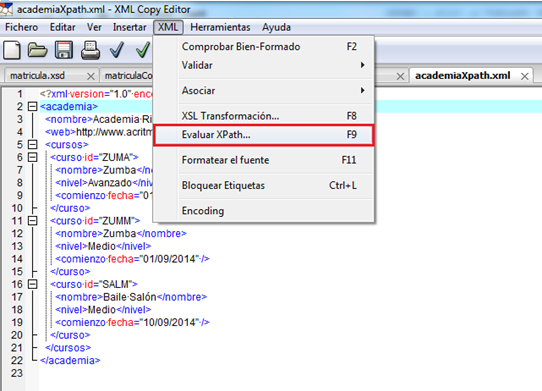 academiaXpath.xml - XML Copy Editor
Fichero Editar Ver Insertar XML Herramientas Ayuda
matricula.xsd academiaXpath.xml
Comprobar Bien-Formado F2
Validar
Asociar
XSL Transformación... F8
Evaluar XPath... F9
Formatear el fuente F11
Bloquear Etiquetas Ctrl+L
Encoding
1 <?xml version="1.0"
2 <academia>
3 <nombre>Academia
4 <web>http://www.acritm
5 <cursos>
6 <curso id="ZUMA">
7 <nombre>Zumba</no
8 <nivel>Avanzado</nive
9 <comienzo fecha="01
10 </curso>
11 <curso id="ZUMM">
12 <nombre>Zumba</nombre>
13 <nivel>Medio</nivel>
14 <comienzo fecha="01/09/2014" />
15 </curso>
16 <curso id="SALM">
17 <nombre>Baile Salón</nombre>
18 <nivel>Medio</nivel>
19 <comienzo fecha="10/09/2014" />
20 </curso>
21 </cursos>
22 </academia>
23